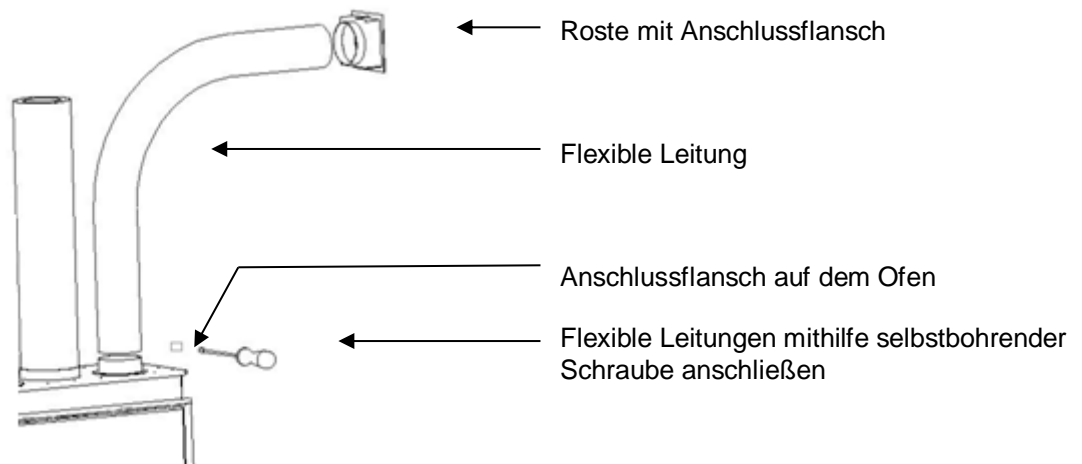 Roste mit Anschlussflansch
Flexible Leitung
Anschlussflansch auf dem Ofen
Flexible Leitungen mithilfe selbstbohrender
Schraube anschließen